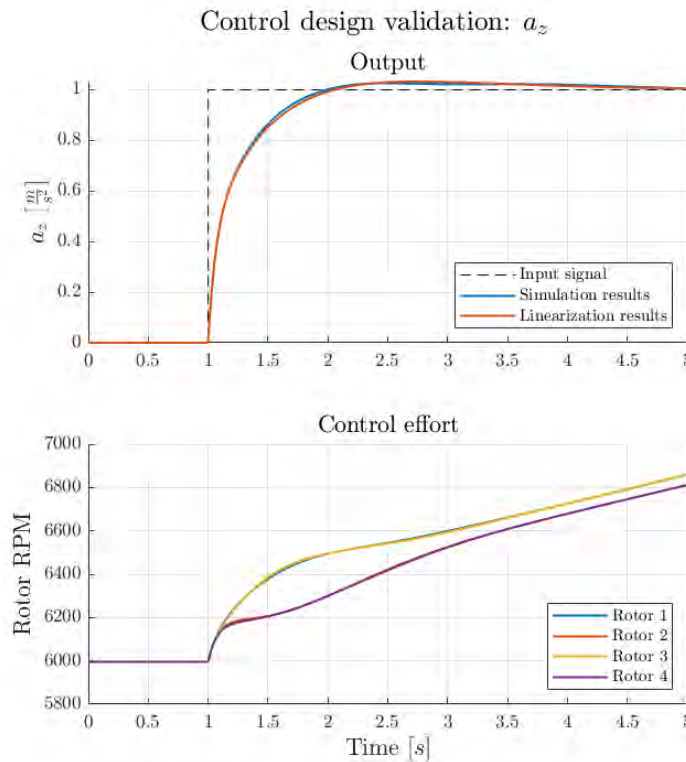 Control design validation: a_z
Output
1
0.8
0.6
0.4
0.2
0
a_z [m/s²]
Input signal
Simulation results
Linearization results
0 0.5 1 1.5 2 2.5 3 3.5 4 4.5 5
Control effort
7000
6800
6600
6400
6200
6000
5800
Rotor RPM
Rotor 1
Rotor 2
Rotor 3
Rotor 4
0 0.5 1 1.5 2 2.5 3 3.5 4 4.5 5
Time [s]